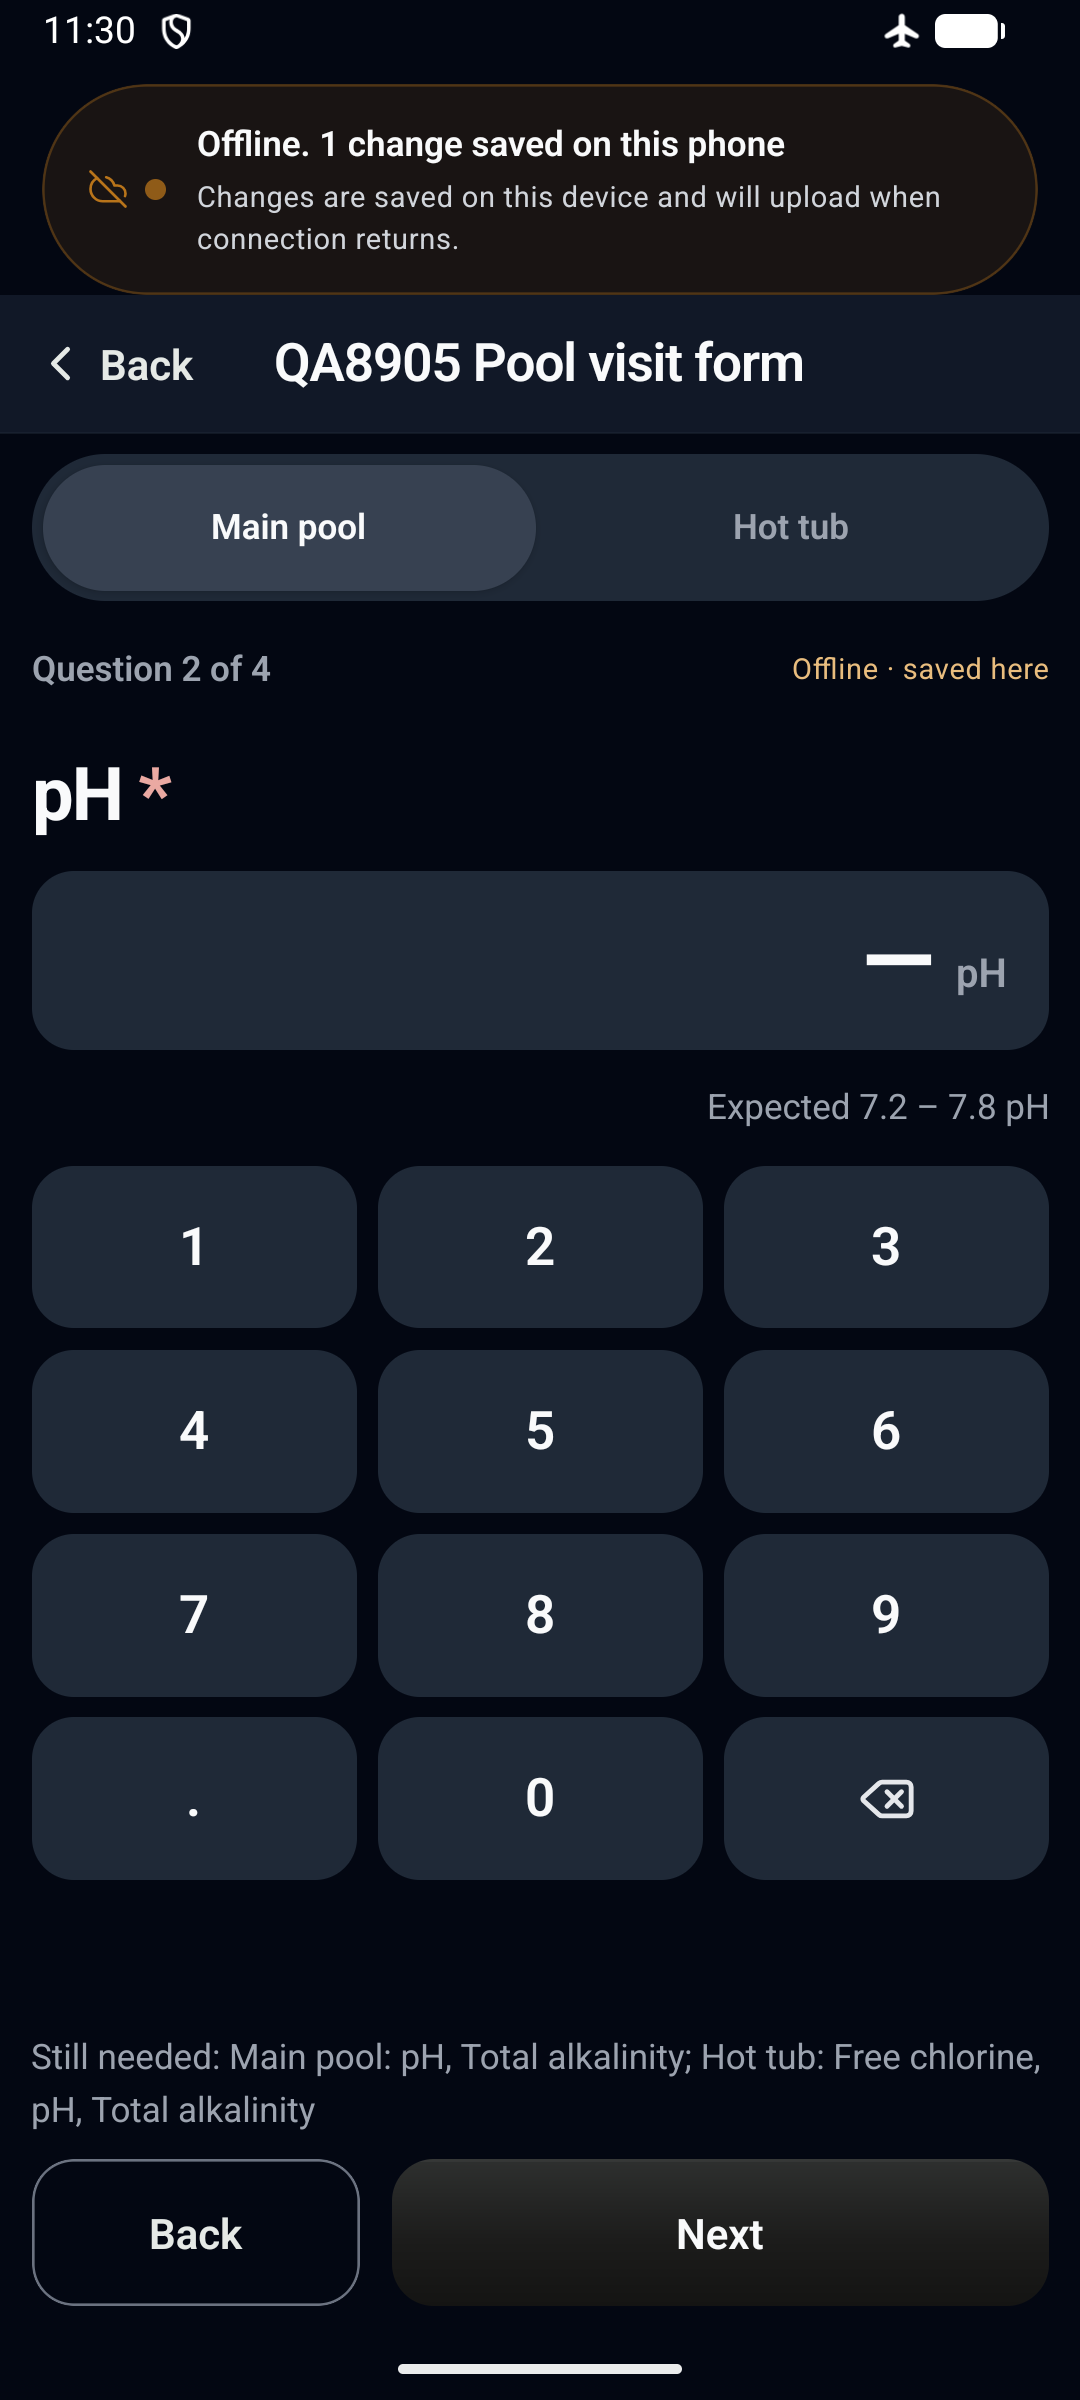 11:30
Offline. 1 change saved on this phone
Changes are saved on this device and will upload when
connection returns.
Back
QA8905 Pool visit form
Main pool
Hot tub
Question 2 of 4
Offline · saved here
pH *
— pH
Expected 7.2 – 7.8 pH
1
2
3
4
5
6
7
8
9
.
0
Still needed: Main pool: pH, Total alkalinity; Hot tub: Free chlorine,
pH, Total alkalinity
Back
Next